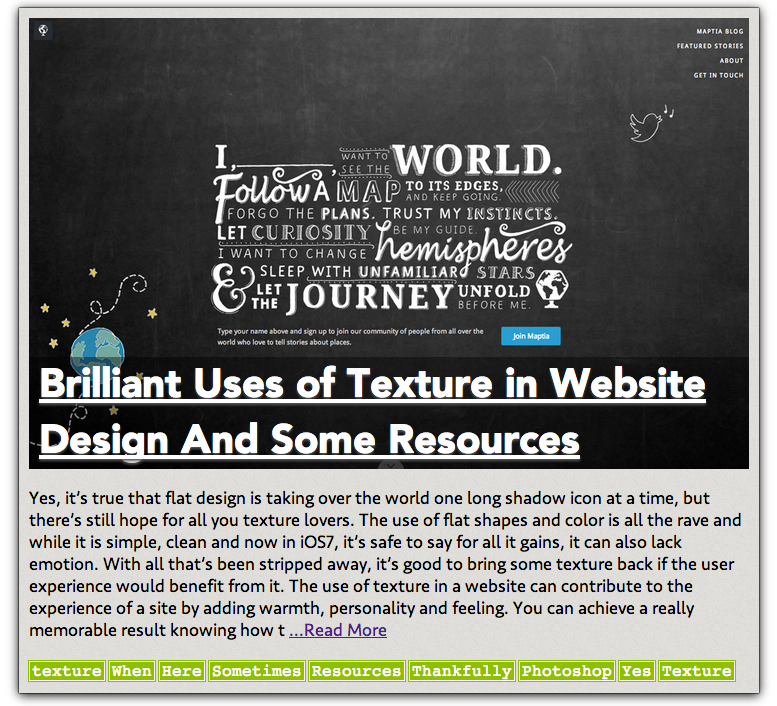 MAPTIA BLOG
FEATURED STORIES
ABOUT
GET IN TOUCH
I, WANT TO SEE THE WORLD.
Follow A MAP TO ITS EDGES, AND KEEP GOING.
FORGO THE PLANS. TRUST MY INSTINCTS.
LET CURIOSITY BE MY GUIDE.
I WANT TO CHANGE hemispheres
SLEEP WITH UNFAMILIAR STARS
& LET THE JOURNEY UNFOLD BEFORE ME.
Type your name above and sign up to join our community of people from all over the
world who love to tell stories about places.
Join Maptia
Brilliant Uses of Texture in Website
Design And Some Resources
Yes, it’s true that flat design is taking over the world one long shadow icon at a time, but
there’s still hope for all you texture lovers. The use of flat shapes and color is all the rave and
while it is simple, clean and now in iOS7, it’s safe to say for all it gains, it can also lack
emotion. With all that’s been stripped away, it’s good to bring some texture back if the user
experience would benefit from it. The use of texture in a website can contribute to the
experience of a site by adding warmth, personality and feeling. You can achieve a really
memorable result knowing how t ...Read More
texture When Here Sometimes Resources Thankfully Photoshop Yes Texture